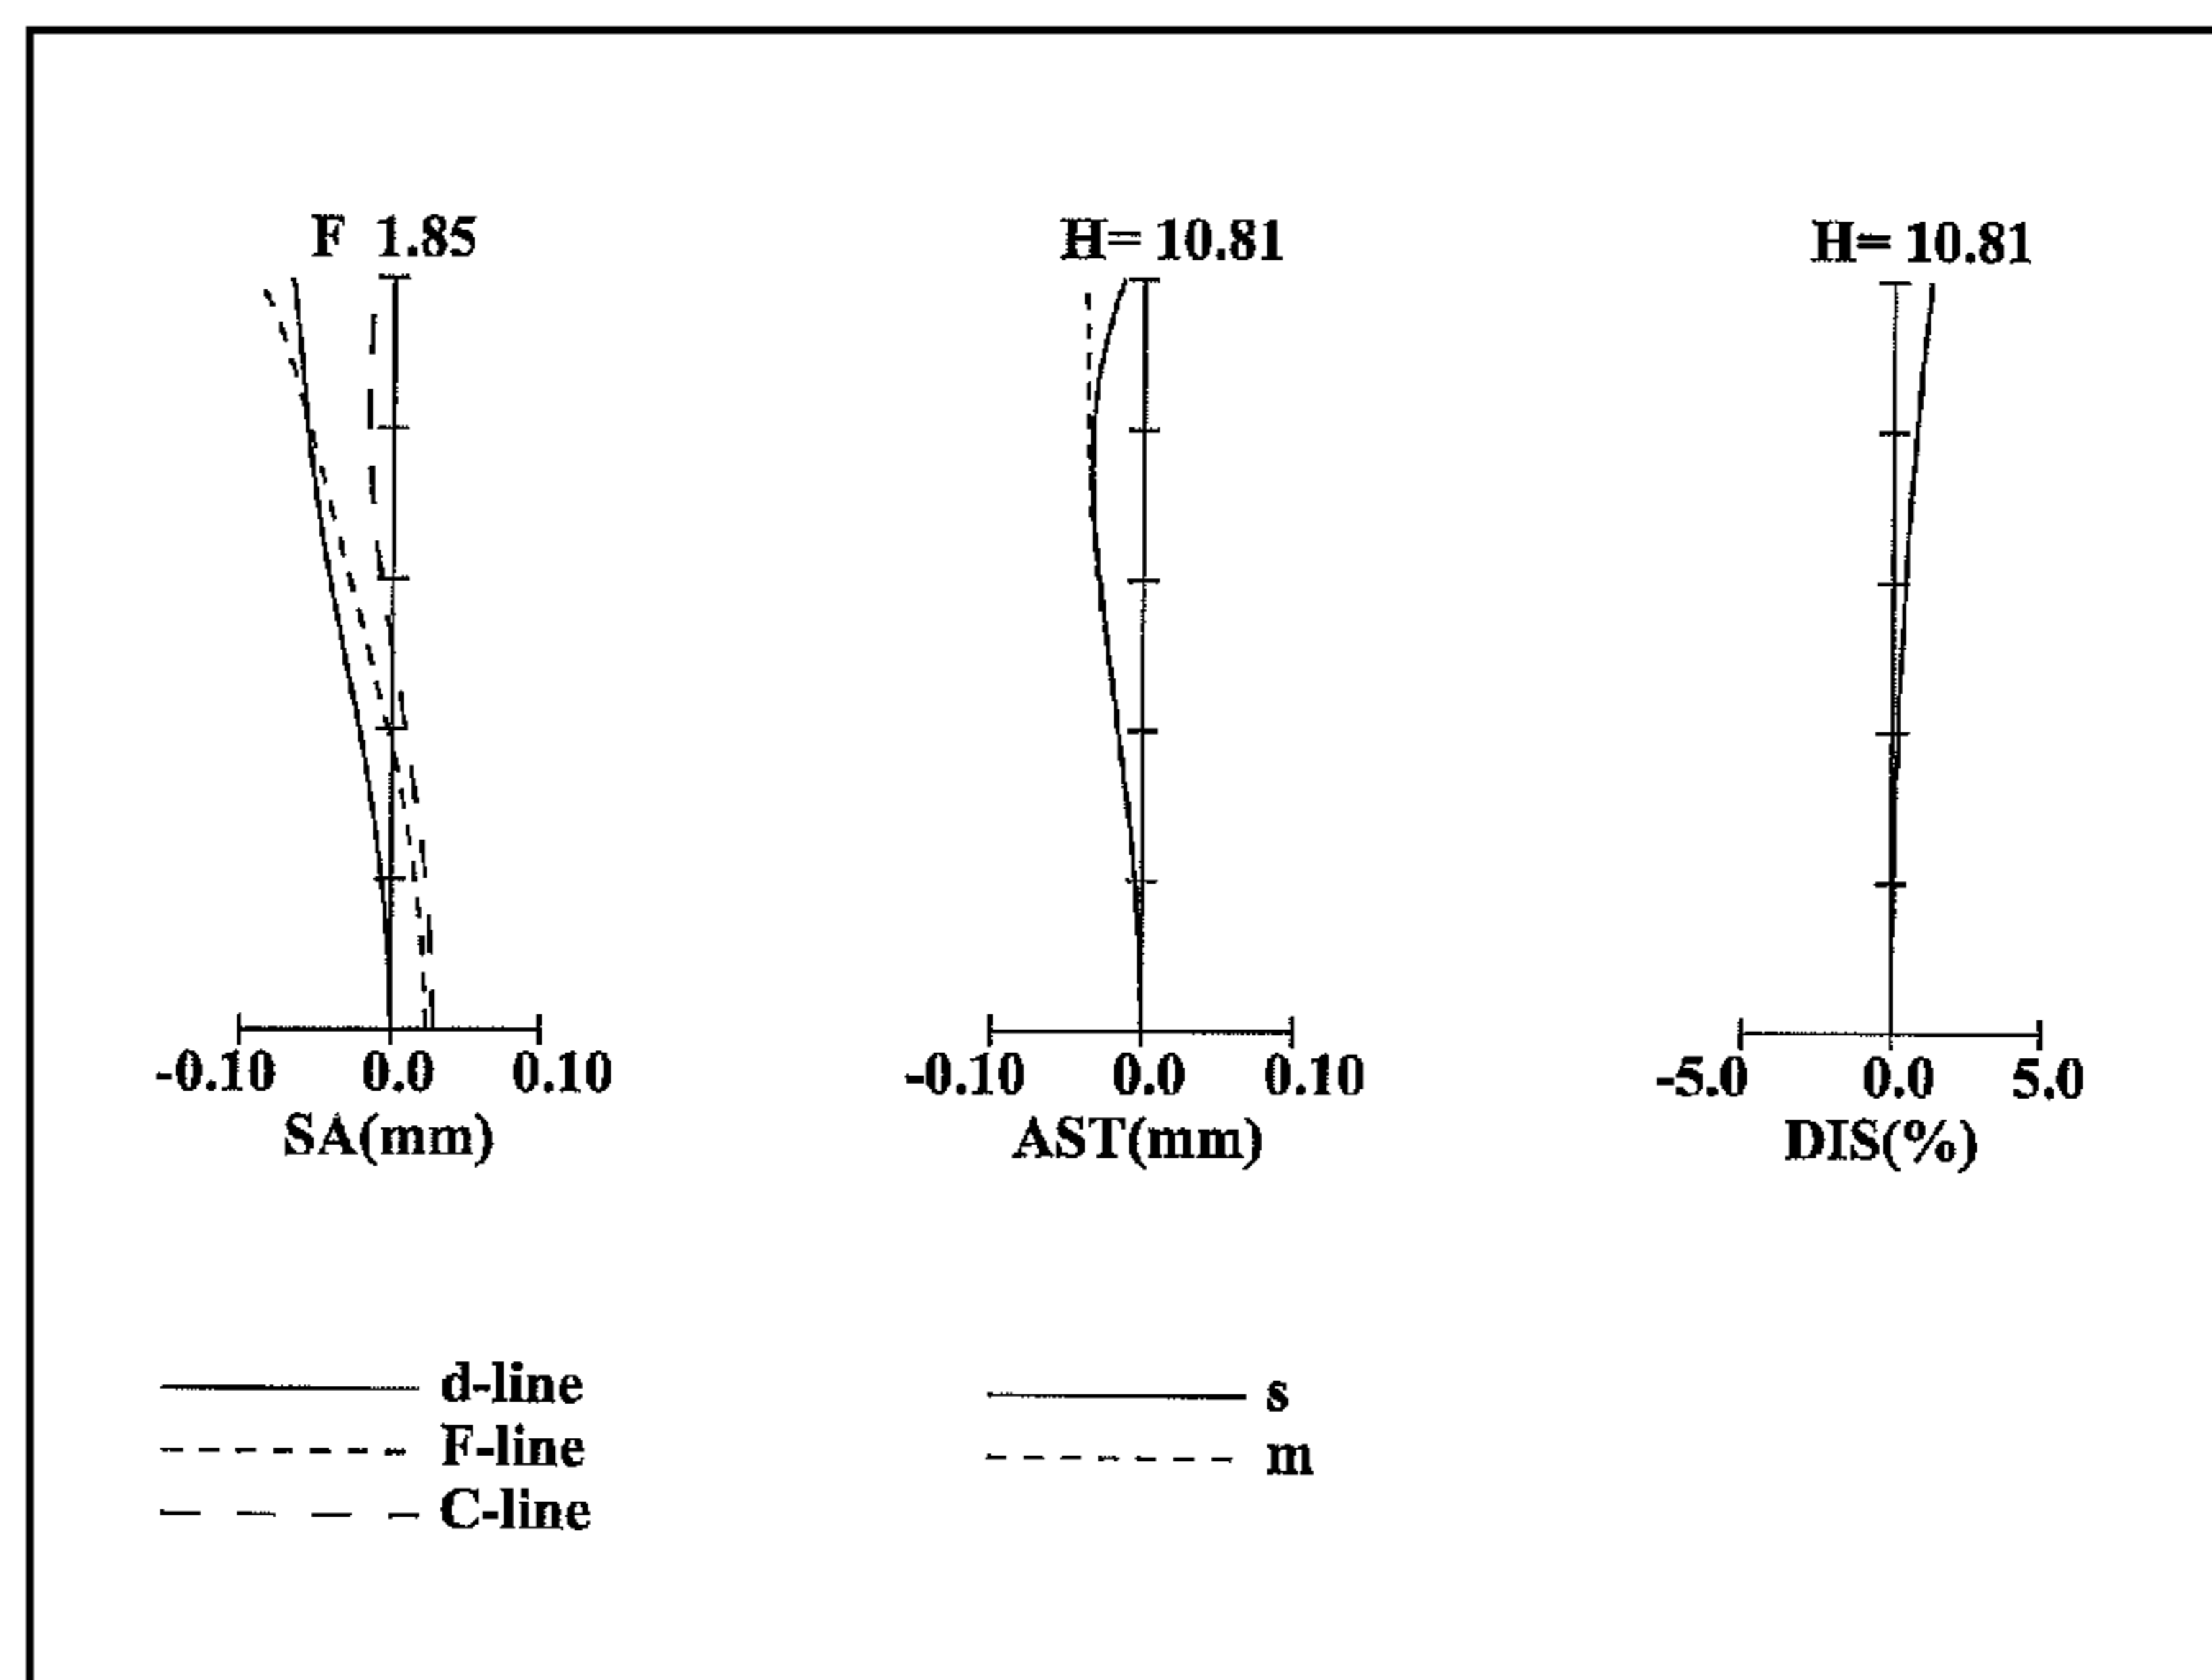 F 1.85
-0.10 0.0 0.10
SA(mm)
H= 10.81
-0.10 0.0 0.10
AST(mm)
H= 10.81
-5.0 0.0 5.0
DIS(%)
d-line
F-line
C-line
s
m